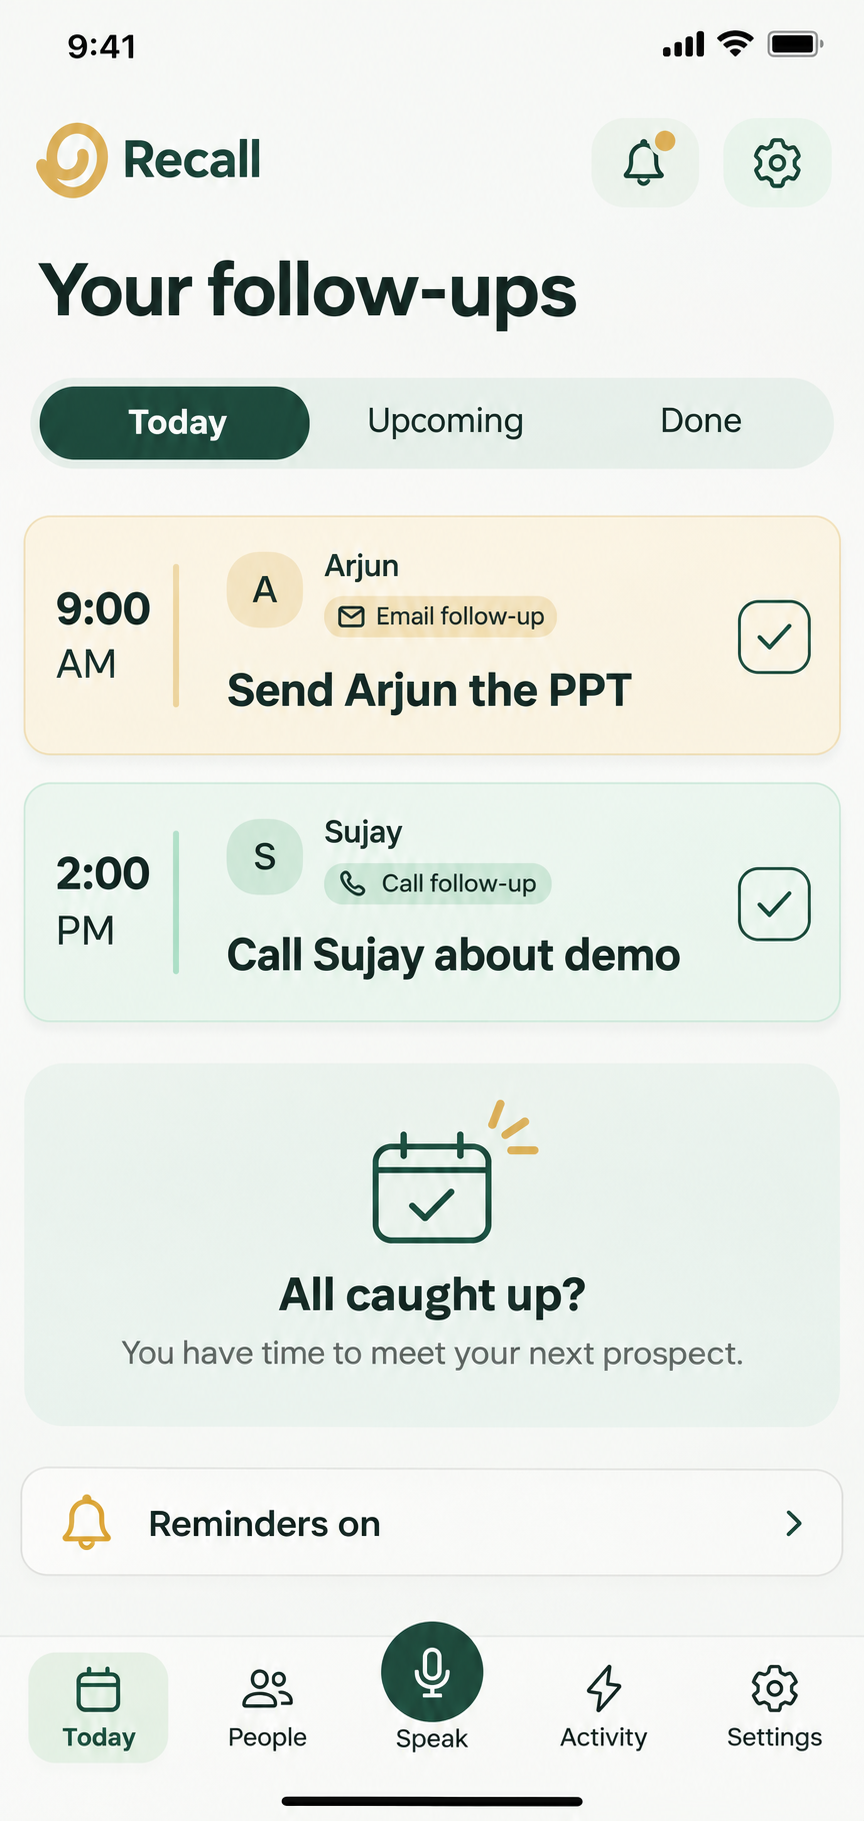 9:41
Recall
Your follow-ups
Today
Upcoming
Done
9:00
AM
A
Arjun
Email follow-up
Send Arjun the PPT
2:00
PM
S
Sujay
Call follow-up
Call Sujay about demo
All caught up?
You have time to meet your next prospect.
Reminders on
Today
People
Speak
Activity
Settings